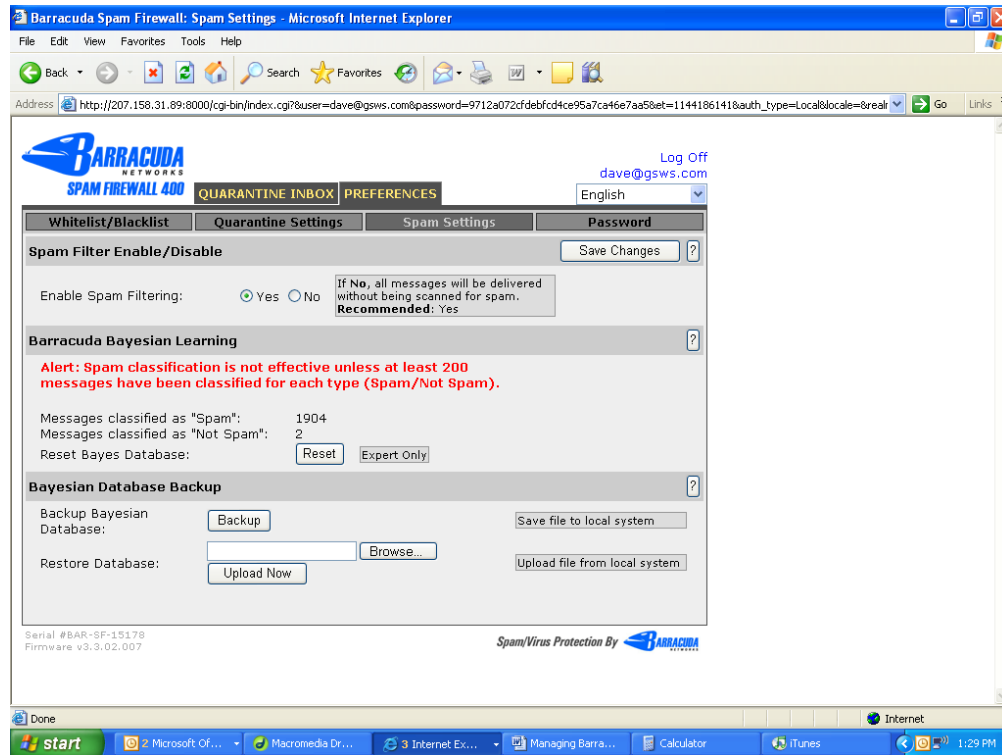 Barracuda Spam Firewall: Spam Settings - Microsoft Internet Explorer
File Edit View Favorites Tools Help
Back Search Favorites
Address http://207.158.31.89:8000/cgi-bin/index.cgi?&user=dave@gsws.com&password=9712a072cfdebfcd4ce95a7ca46e7aa5&et=1144186141&auth_type=Local&locale=&realr Go Links
BARRACUDA
NETWORKS
SPAM FIREWALL 400
Log Off
dave@gsws.com
QUARANTINE INBOX PREFERENCES English
Whitelist/Blacklist Quarantine Settings Spam Settings Password
Spam Filter Enable/Disable Save Changes ?
Enable Spam Filtering: Yes No
If No, all messages will be delivered
without being scanned for spam.
Recommended: Yes
Barracuda Bayesian Learning ?
Alert: Spam classification is not effective unless at least 200
messages have been classified for each type (Spam/Not Spam).
Messages classified as "Spam": 1904
Messages classified as "Not Spam": 2
Reset Bayes Database: Reset Expert Only
Bayesian Database Backup ?
Backup Bayesian
Database: Backup Save file to local system
Restore Database: Browse... Upload file from local system
Upload Now
Serial #BAR-SF-15178
Firmware v3.3.02.007
Spam/Virus Protection By BARRACUDA
NETWORKS
Done Internet
start 2 Microsoft Of... Macromedia Dr... 3 Internet Ex... Managing Barra... Calculator iTunes 1:29 PM